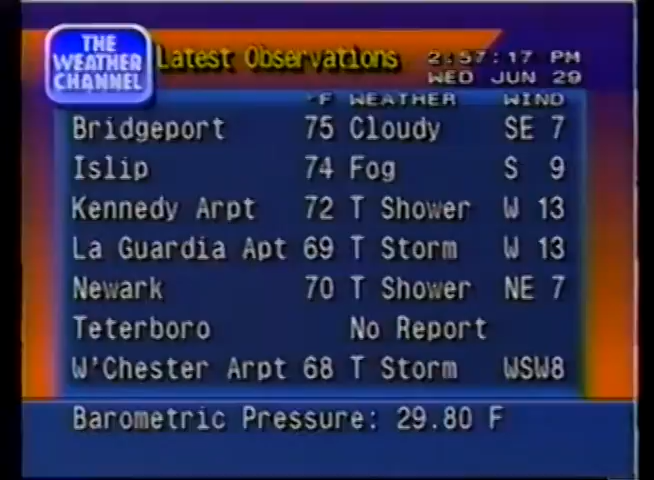 THE
WEATHER
CHANNEL
Latest Observations 2:57:17 PM
WED JUN 29
°F WEATHER WIND
Bridgeport 75 Cloudy SE 7
Islip 74 Fog S 9
Kennedy Arpt 72 T Shower W 13
La Guardia Apt 69 T Storm W 13
Newark 70 T Shower NE 7
Teterboro No Report
W'Chester Arpt 68 T Storm WSW8
Barometric Pressure: 29.80 F